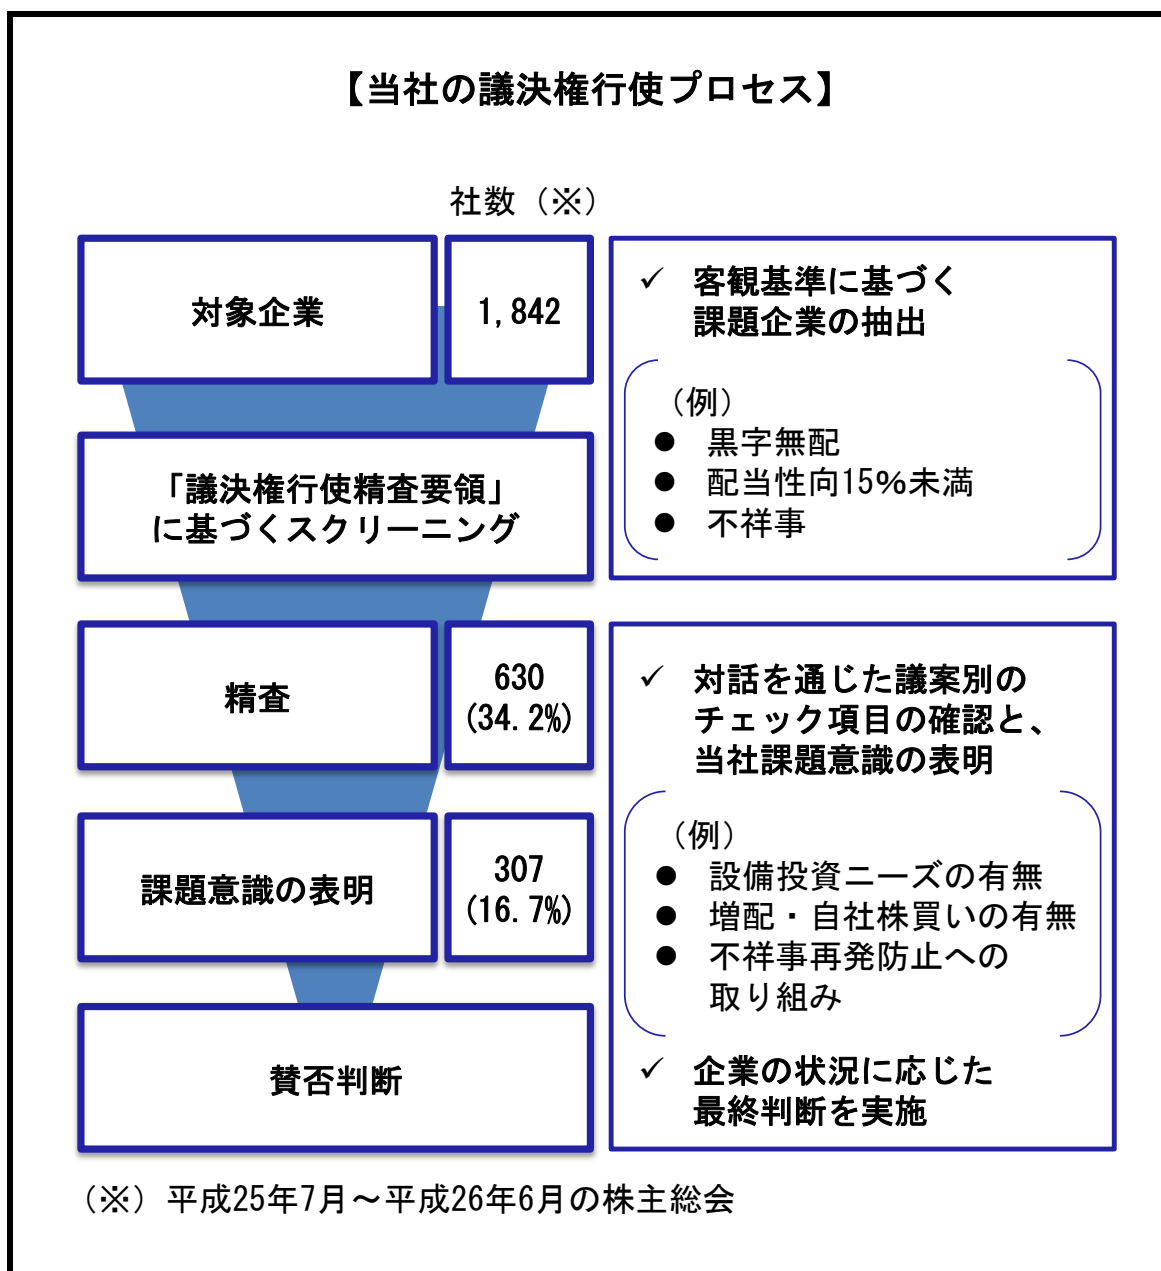 【当社の議決権行使プロセス】
社数（※）
対象企業
1,842
「議決権行使精査要領」
に基づくスクリーニング
精査
630
(34.2%)
課題意識の表明
307
(16.7%)
賛否判断
✓ 客観基準に基づく
課題企業の抽出
（例）
● 黒字無配
● 配当性向15%未満
● 不祥事
✓ 対話を通じた議案別の
チェック項目の確認と、
当社課題意識の表明
（例）
● 設備投資ニーズの有無
● 増配・自社株買いの有無
● 不祥事再発防止への
取り組み
✓ 企業の状況に応じた
最終判断を実施
（※）平成25年7月～平成26年6月の株主総会